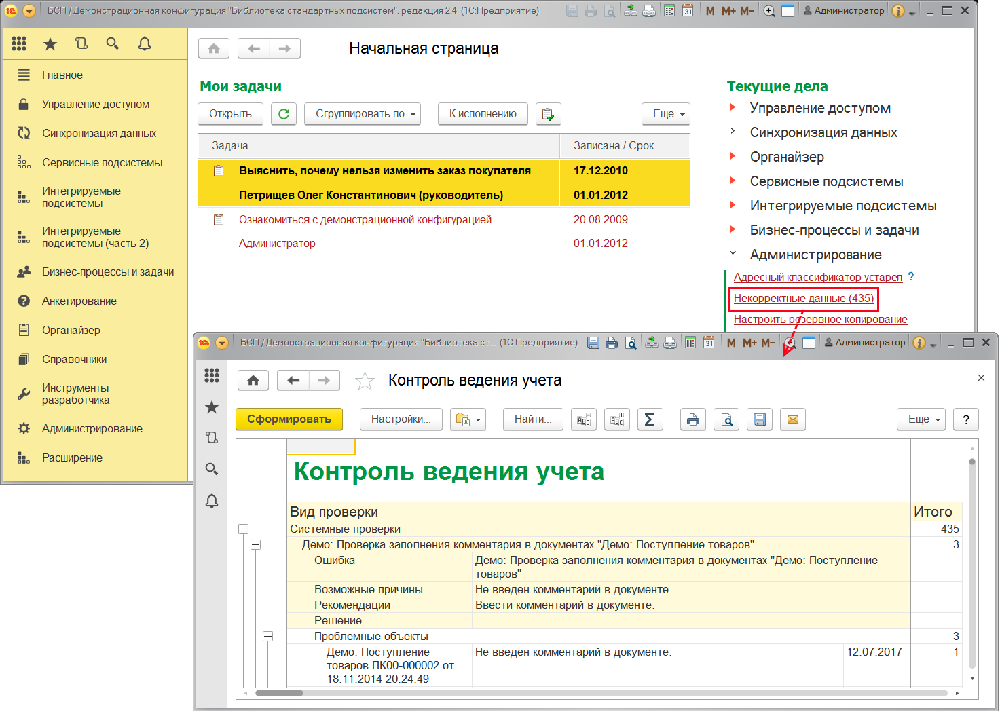 БСП / Демонстрационная конфигурация "Библиотека стандартных подсистем", редакция 2.4 (1С:Предприятие)
31
M M+ M-
Администратор
Начальная страница
Главное
Управление доступом
Синхронизация данных
Сервисные подсистемы
Интегрируемые
подсистемы
Интегрируемые
подсистемы (часть 2)
Бизнес-процессы и задачи
Анкетирование
Органайзер
Справочники
Инструменты
разработчика
Администрирование
Расширение
Мои задачи
Открыть
Сгруппировать по
К исполнению
Еще
Задача
Записана / Срок
Выяснить, почему нельзя изменить заказ покупателя
17.12.2010
Петрищев Олег Константинович (руководитель)
01.01.2012
Ознакомиться с демонстрационной конфигурацией
20.08.2009
Администратор
01.01.2012
Текущие дела
Управление доступом
Синхронизация данных
Органайзер
Сервисные подсистемы
Интегрируемые подсистемы
Бизнес-процессы и задачи
Администрирование
Адресный классификатор устарел ?
Некорректные данные (435)
Настроить резервное копирование
БСП / Демонстрационная конфигурация "Библиотека ст... (1С:Предприятие)
31
M M+ M-
Администратор
Контроль ведения учета
Сформировать
Настройки...
Найти...
Еще
?
Контроль ведения учета
Вид проверки
Итого
Системные проверки
435
Демо: Проверка заполнения комментария в документах "Демо: Поступление товаров"
3
Ошибка
Демо: Проверка заполнения комментария в документах "Демо: Поступление
товаров"
Возможные причины
Не введен комментарий в документе.
Рекомендации
Ввести комментарий в документе.
Решение
Проблемные объекты
3
Демо: Поступление
товаров ПК00-000002 от
18.11.2014 20:24:49
Не введен комментарий в документе.
12.07.2017
1